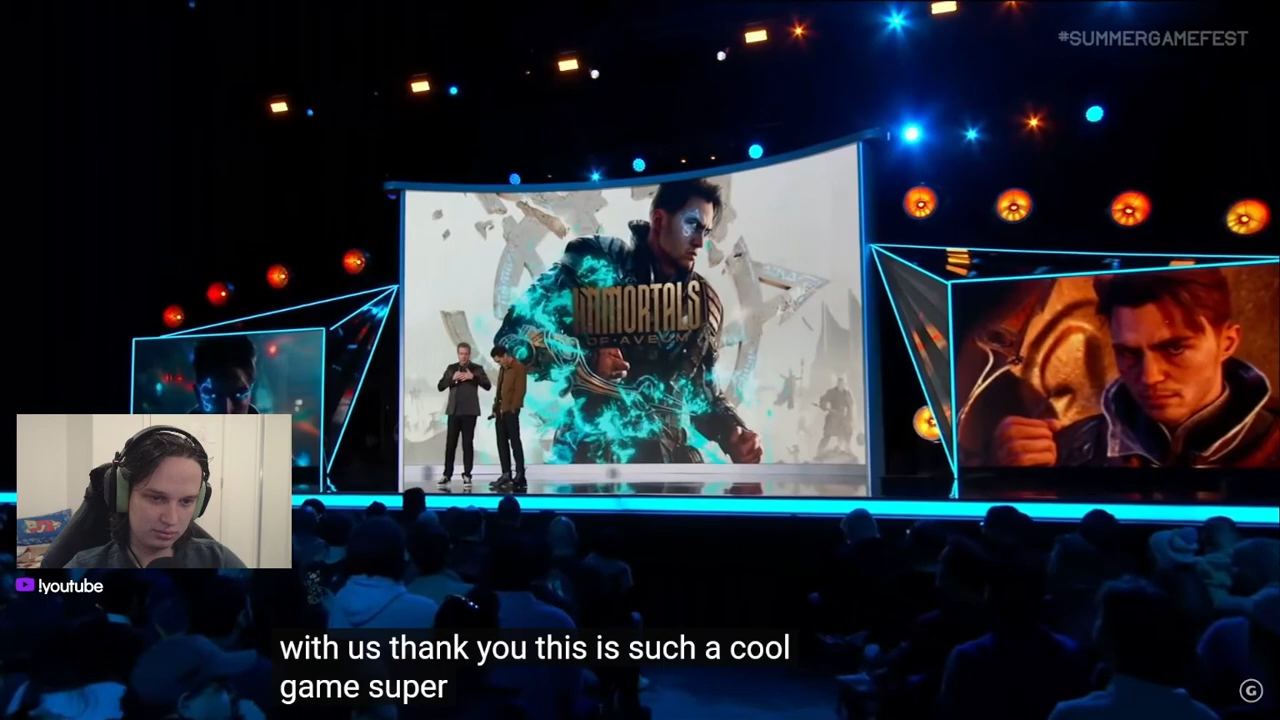 #SUMMERGAMEFEST
IMMORTALS
OF AVEUM
!youtube
with us thank you this is such a cool
game super
G